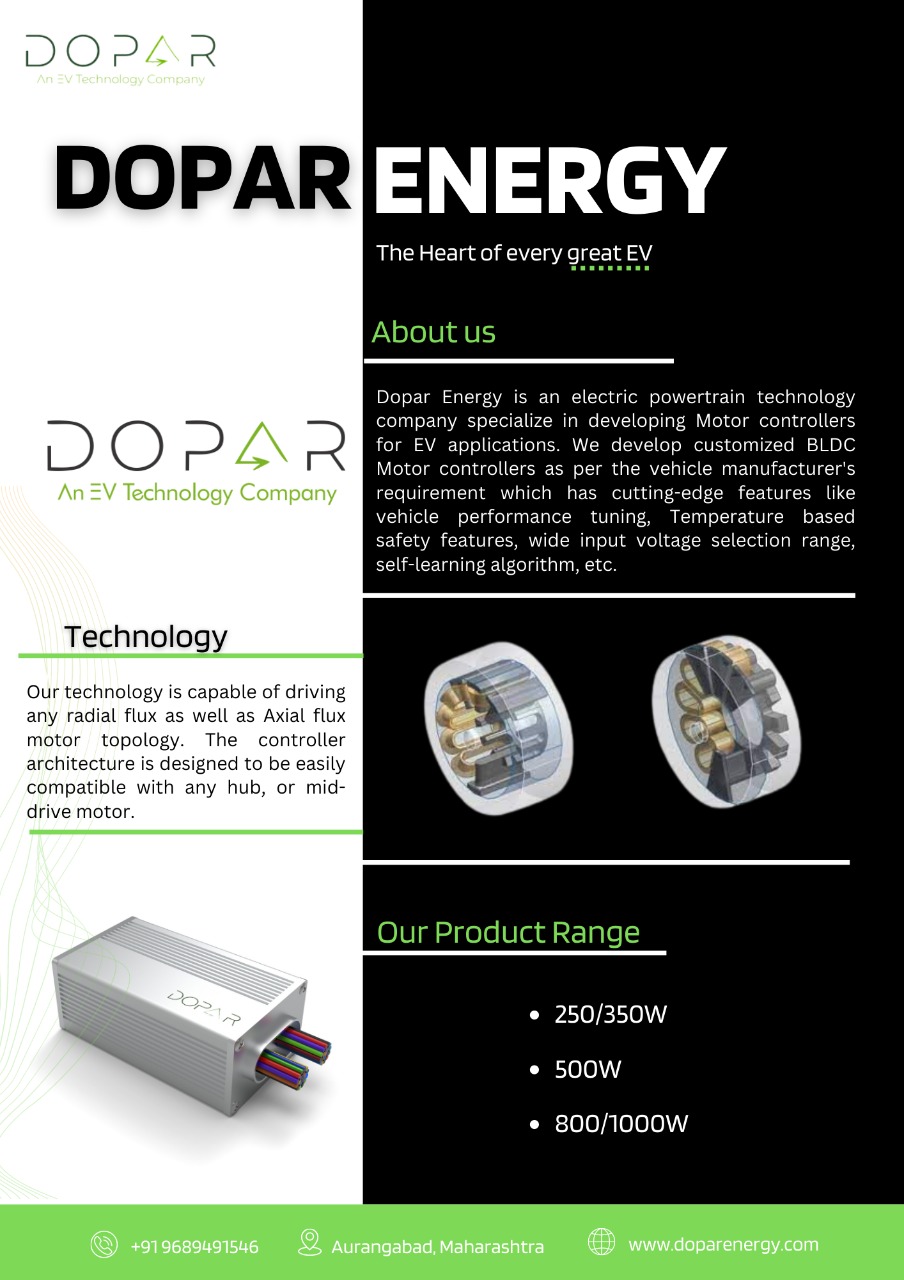 DOPAR
An EV Technology Company
DOPAR ENERGY
The Heart of every great EV
About us
Dopar Energy is an electric powertrain technology
company specialize in developing Motor controllers
for EV applications. We develop customized BLDC
Motor controllers as per the vehicle manufacturer's
requirement which has cutting-edge features like
vehicle performance tuning, Temperature based
safety features, wide input voltage selection range,
self-learning algorithm, etc.
DOPAR
An EV Technology Company
Technology
Our technology is capable of driving
any radial flux as well as Axial flux
motor topology. The controller
architecture is designed to be easily
compatible with any hub, or mid-
drive motor.
DOPAR
Our Product Range
• 250/350W
• 500W
• 800/1000W
+91 9689491546
Aurangabad, Maharashtra
www.doparenergy.com